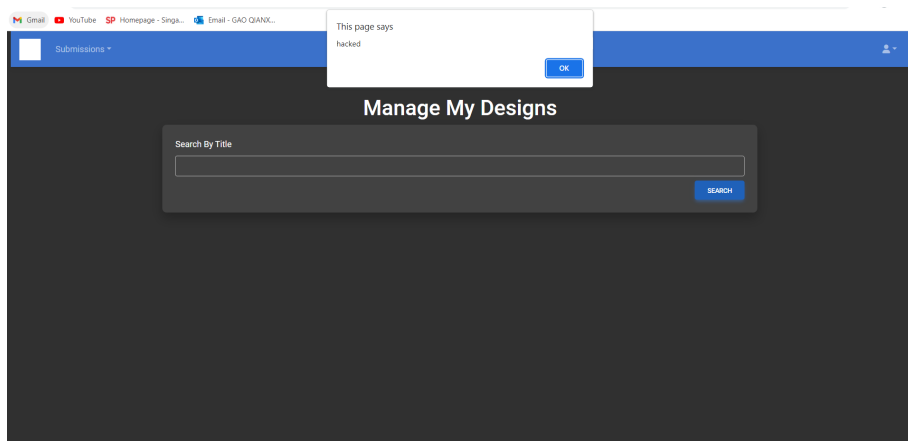 Gmail YouTube SP Homepage - Singa... Email - GAO QIANX...
This page says
hacked
OK
Submissions
Manage My Designs
Search By Title
SEARCH